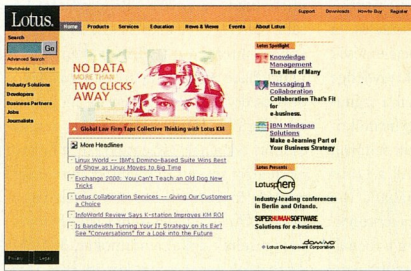 Lotus.
Support Downloads How-to-Buy Register
Home Products Services Education News & Views Events About Lotus
Search
Go
Advanced Search
Worldwide Contact
Industry Solutions
Developers
Business Partners
Jobs
Journalists
Privacy Legal
NO DATA
MORE THAN
TWO CLICKS
AWAY
Global Law Firm Taps Collective Thinking with Lotus KM
More Headlines
Linux World -- IBM's Domino-Based Suite Wins Best
of Show as Linux Moves to Big Time
Exchange 2000: You Can't Teach an Old Dog New
Tricks
Lotus Collaboration Services -- Giving Our Customers
a Choice
InfoWorld Review Says K-station Improves KM ROI
Is Bandwidth Turning Your IT Strategy on its Ear?
See "Conversations" for a Look into the Future
Lotus Spotlight
Knowledge
Management
The Mind of Many
Messaging &
Collaboration
Collaboration That's Fit
for
e-business.
IBM Mindspan
Solutions
Make e-learning Part of
Your Business Strategy
Lotus Presents
Lotusphere
Industry-leading conferences
in Berlin and Orlando.
SUPERHUMANSOFTWARE
Solutions for e-business.
domino
© Lotus Development Corporation